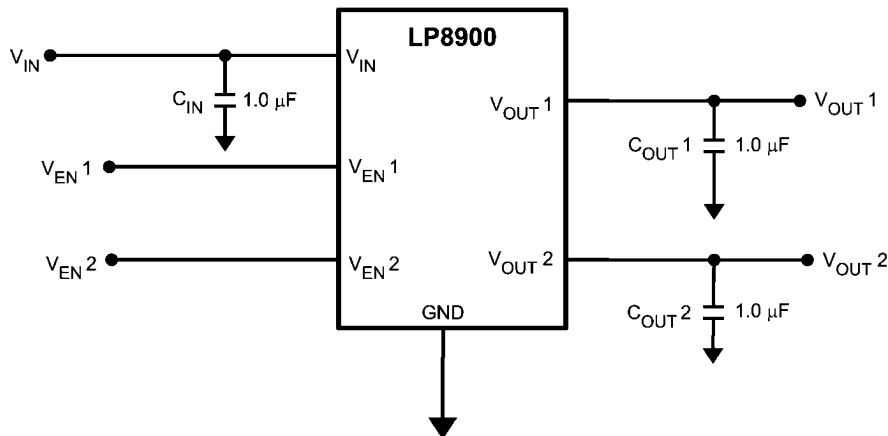 LP8900
V_IN
V_IN
C_IN 1.0 μF
V_OUT 1
V_OUT 1
C_OUT 1 1.0 μF
V_EN 1
V_EN 1
V_EN 2
V_EN 2
V_OUT 2
V_OUT 2
GND
C_OUT 2 1.0 μF